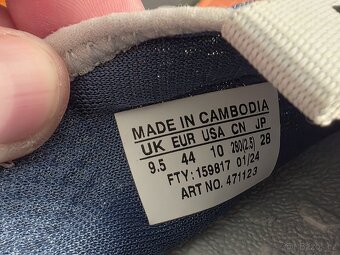 MADE IN CAMBODIA
UK EUR USA CN JP
9.5 44 10 280(2.5) 28
FTY: 159817 01/24
ART NO. 471123